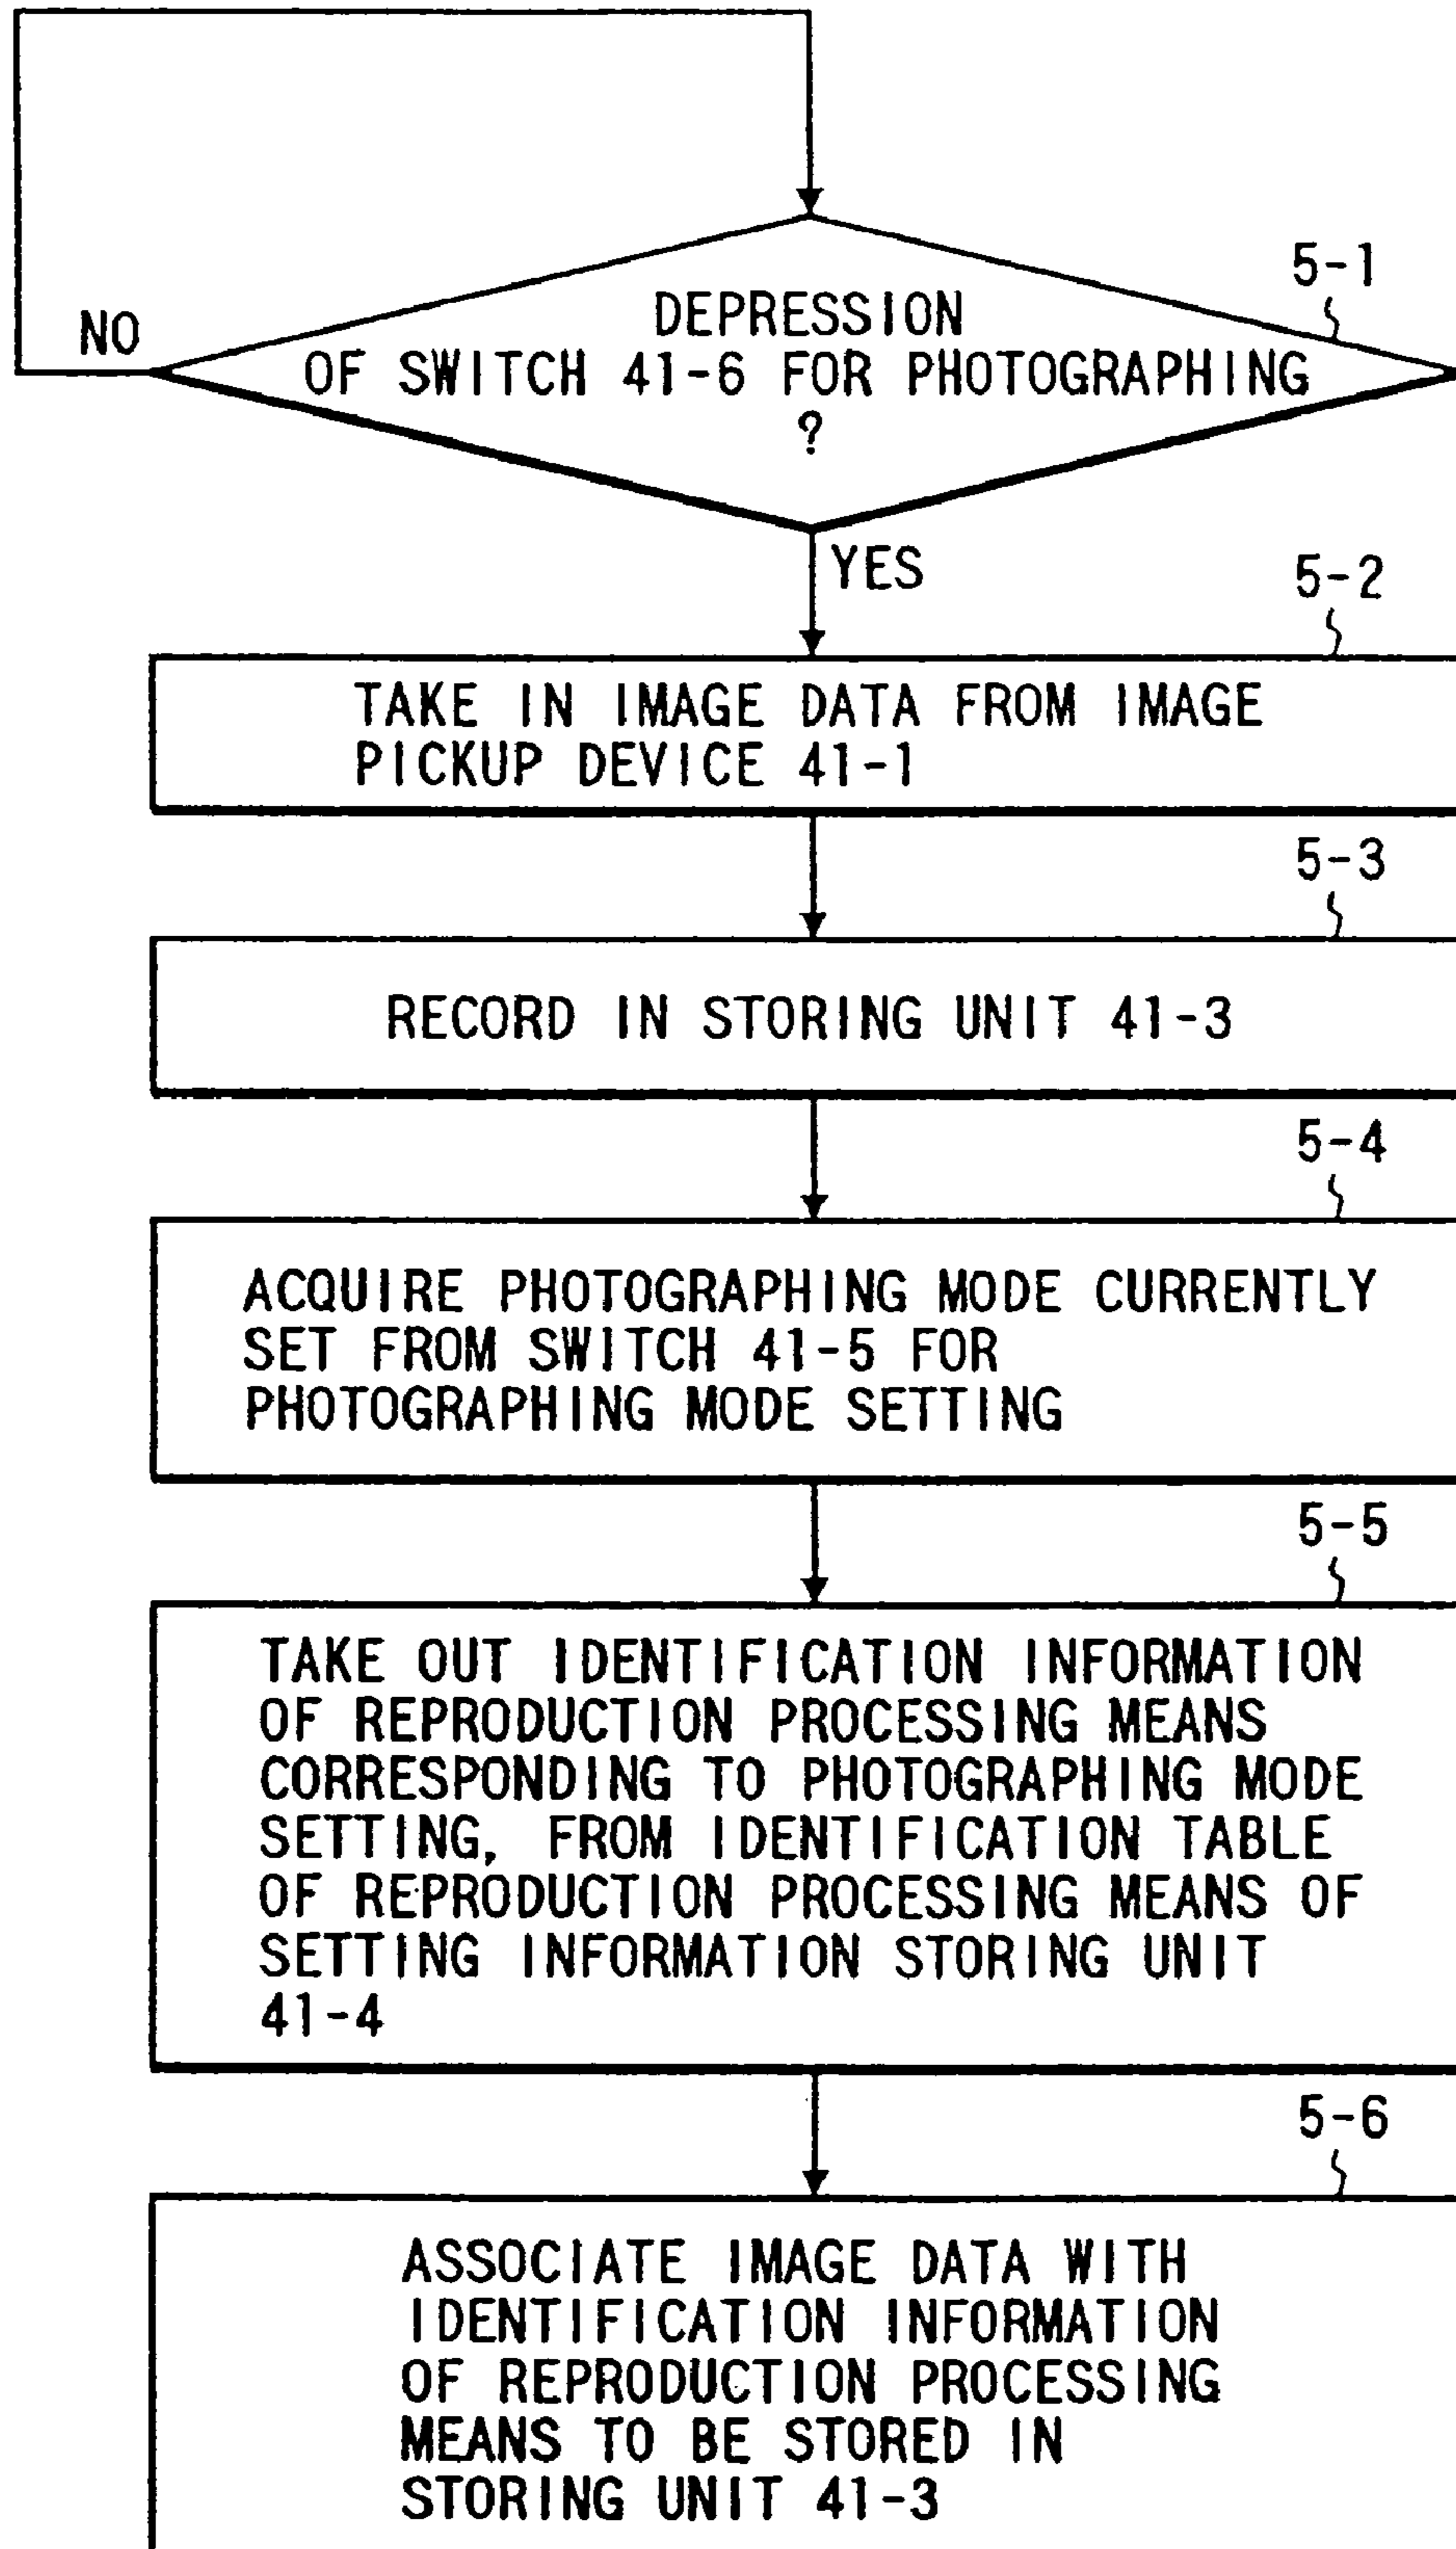 5-1
DEPRESSION
OF SWITCH 41-6 FOR PHOTOGRAPHING
?
NO
YES
5-2
TAKE IN IMAGE DATA FROM IMAGE
PICKUP DEVICE 41-1
5-3
RECORD IN STORING UNIT 41-3
5-4
ACQUIRE PHOTOGRAPHING MODE CURRENTLY
SET FROM SWITCH 41-5 FOR
PHOTOGRAPHING MODE SETTING
5-5
TAKE OUT IDENTIFICATION INFORMATION
OF REPRODUCTION PROCESSING MEANS
CORRESPONDING TO PHOTOGRAPHING MODE
SETTING, FROM IDENTIFICATION TABLE
OF REPRODUCTION PROCESSING MEANS OF
SETTING INFORMATION STORING UNIT
41-4
5-6
ASSOCIATE IMAGE DATA WITH
IDENTIFICATION INFORMATION
OF REPRODUCTION PROCESSING
MEANS TO BE STORED IN
STORING UNIT 41-3